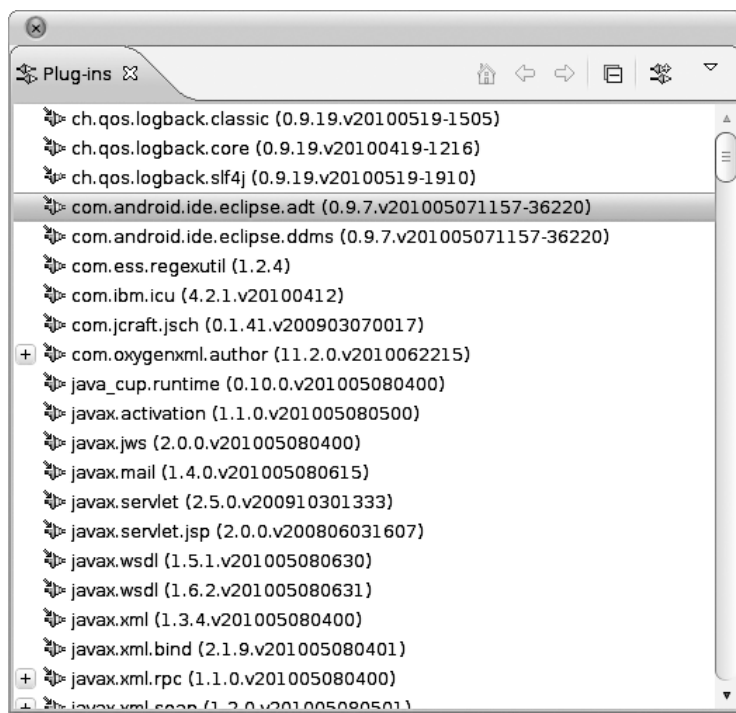 Plug-ins
ch.qos.logback.classic (0.9.19.v20100519-1505)
ch.qos.logback.core (0.9.19.v20100419-1216)
ch.qos.logback.slf4j (0.9.19.v20100519-1910)
com.android.ide.eclipse.adt (0.9.7.v201005071157-36220)
com.android.ide.eclipse.ddms (0.9.7.v201005071157-36220)
com.ess.regexutil (1.2.4)
com.ibm.icu (4.2.1.v20100412)
com.jcraft.jsch (0.1.41.v200903070017)
com.oxygenxml.author (11.2.0.v2010062215)
java_cup.runtime (0.10.0.v201005080400)
javax.activation (1.1.0.v201005080500)
javax.jws (2.0.0.v201005080400)
javax.mail (1.4.0.v201005080615)
javax.servlet (2.5.0.v200910301333)
javax.servlet.jsp (2.0.0.v200806031607)
javax.wsdl (1.5.1.v201005080630)
javax.wsdl (1.6.2.v201005080631)
javax.xml (1.3.4.v201005080400)
javax.xml.bind (2.1.9.v201005080401)
javax.xml.rpc (1.1.0.v201005080400)
javax.xml.soap (1.2.0.v201005080501)